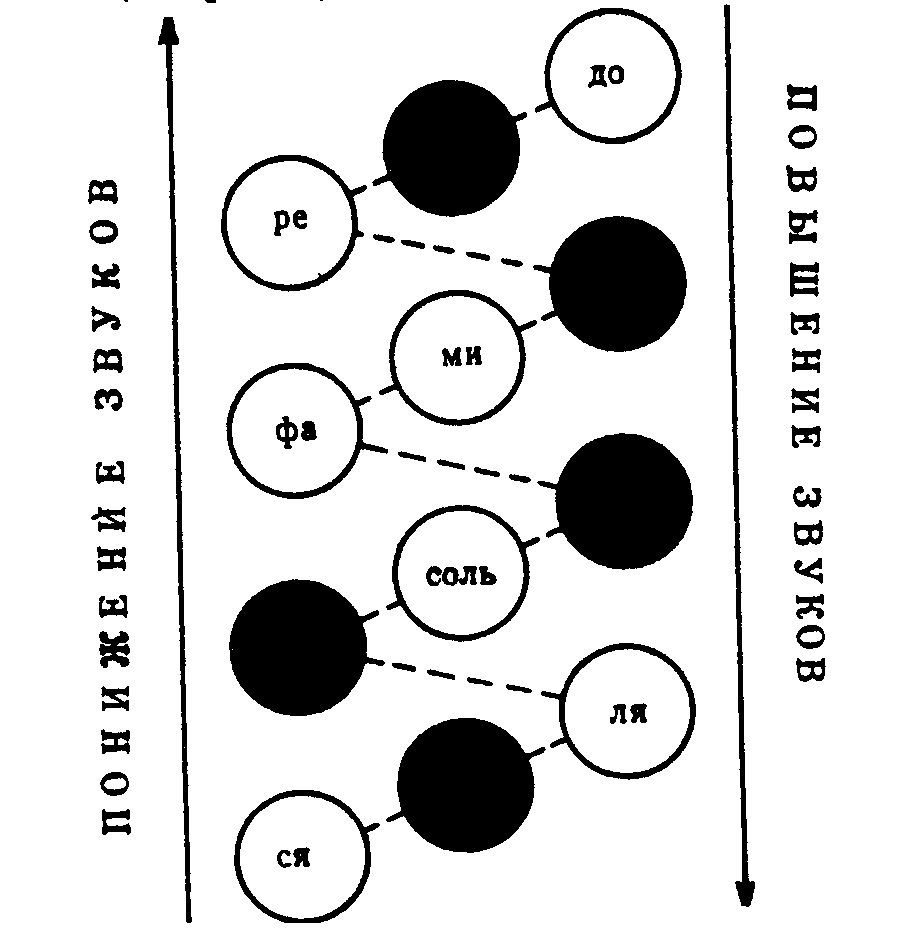 до
ре
ми
фа
соль
ля
ся
ПОНИЖЕНИЕ ЗВУКОВ
ПОВЫШЕНИЕ ЗВУКОВ